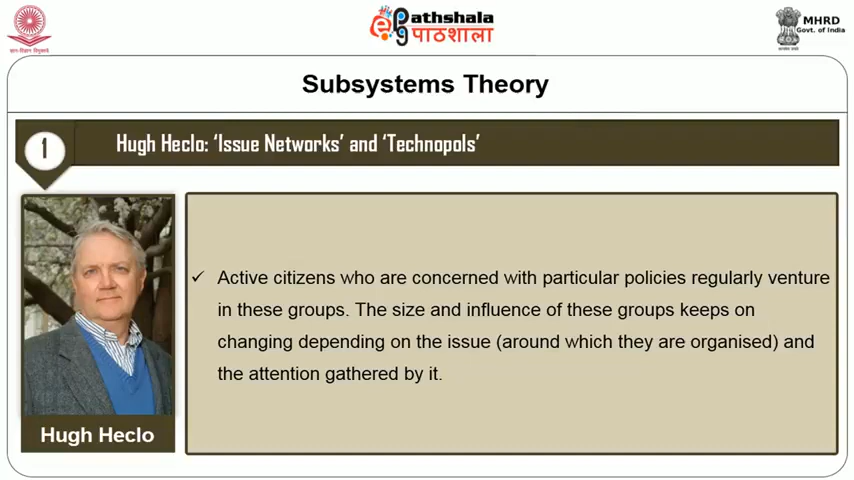 ePathshala
पाठशाला
MHRD
Govt. of India
Subsystems Theory
1
Hugh Heclo: 'Issue Networks' and 'Technopols'
✓ Active citizens who are concerned with particular policies regularly venture
in these groups. The size and influence of these groups keeps on
changing depending on the issue (around which they are organised) and
the attention gathered by it.
Hugh Heclo